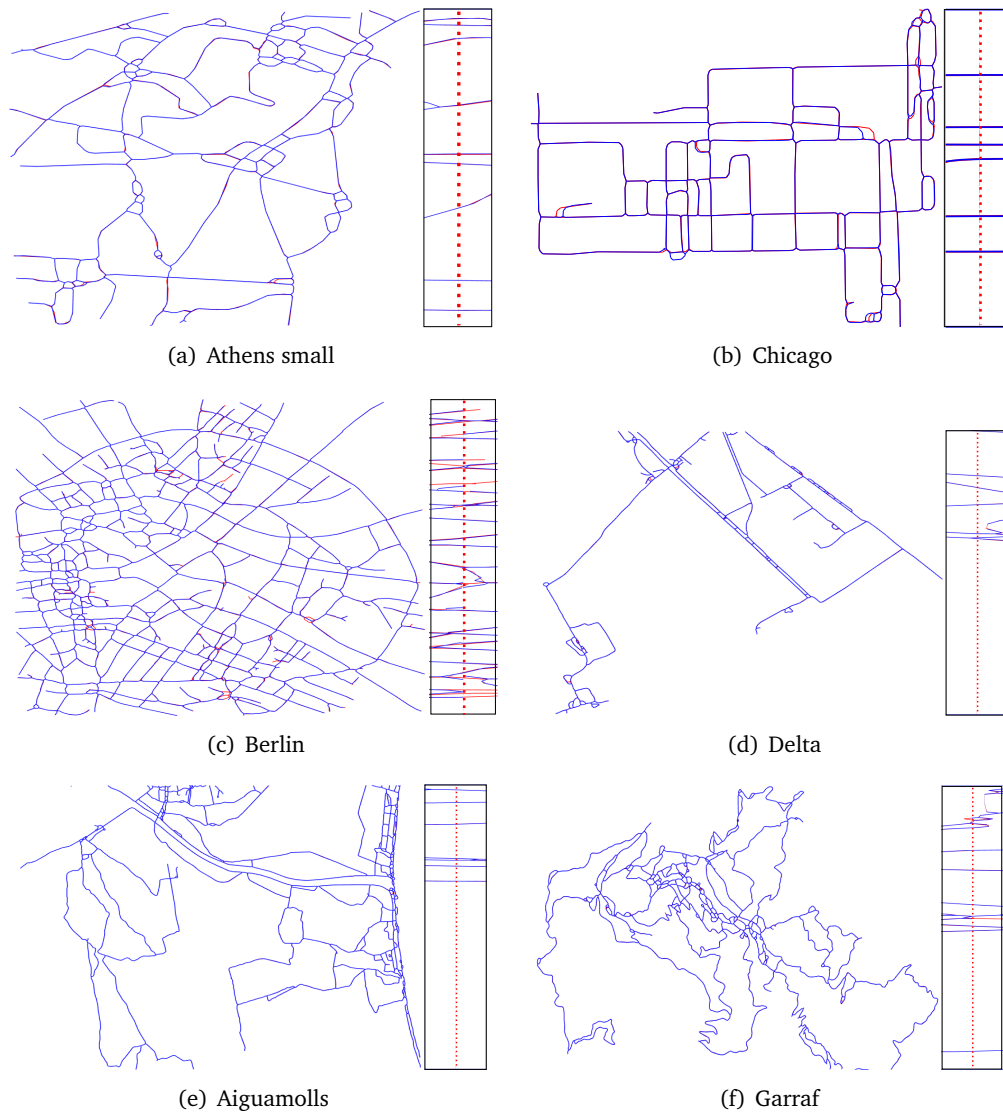 (a) Athens small
(b) Chicago
(c) Berlin
(d) Delta
(e) Aiguamolls
(f) Garraf